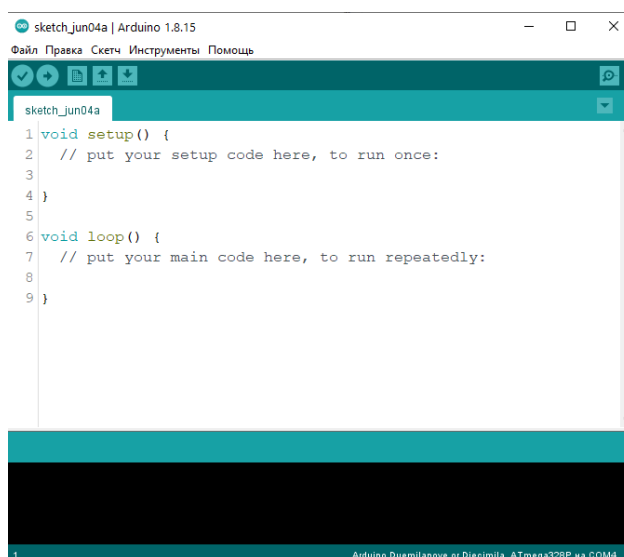 sketch_jun04a | Arduino 1.8.15
Файл Правка Скетч Инструменты Помощь
sketch_jun04a
1 void setup() {
2   // put your setup code here, to run once:
3
4 }
5
6 void loop() {
7   // put your main code here, to run repeatedly:
8
9 }
1 Arduino Duemilanove or Diecimila, ATmega328P на COM4